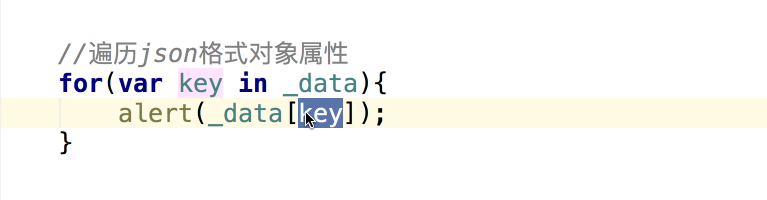 //遍历json格式对象属性
for(var key in _data){
    alert(_data[key]);
}